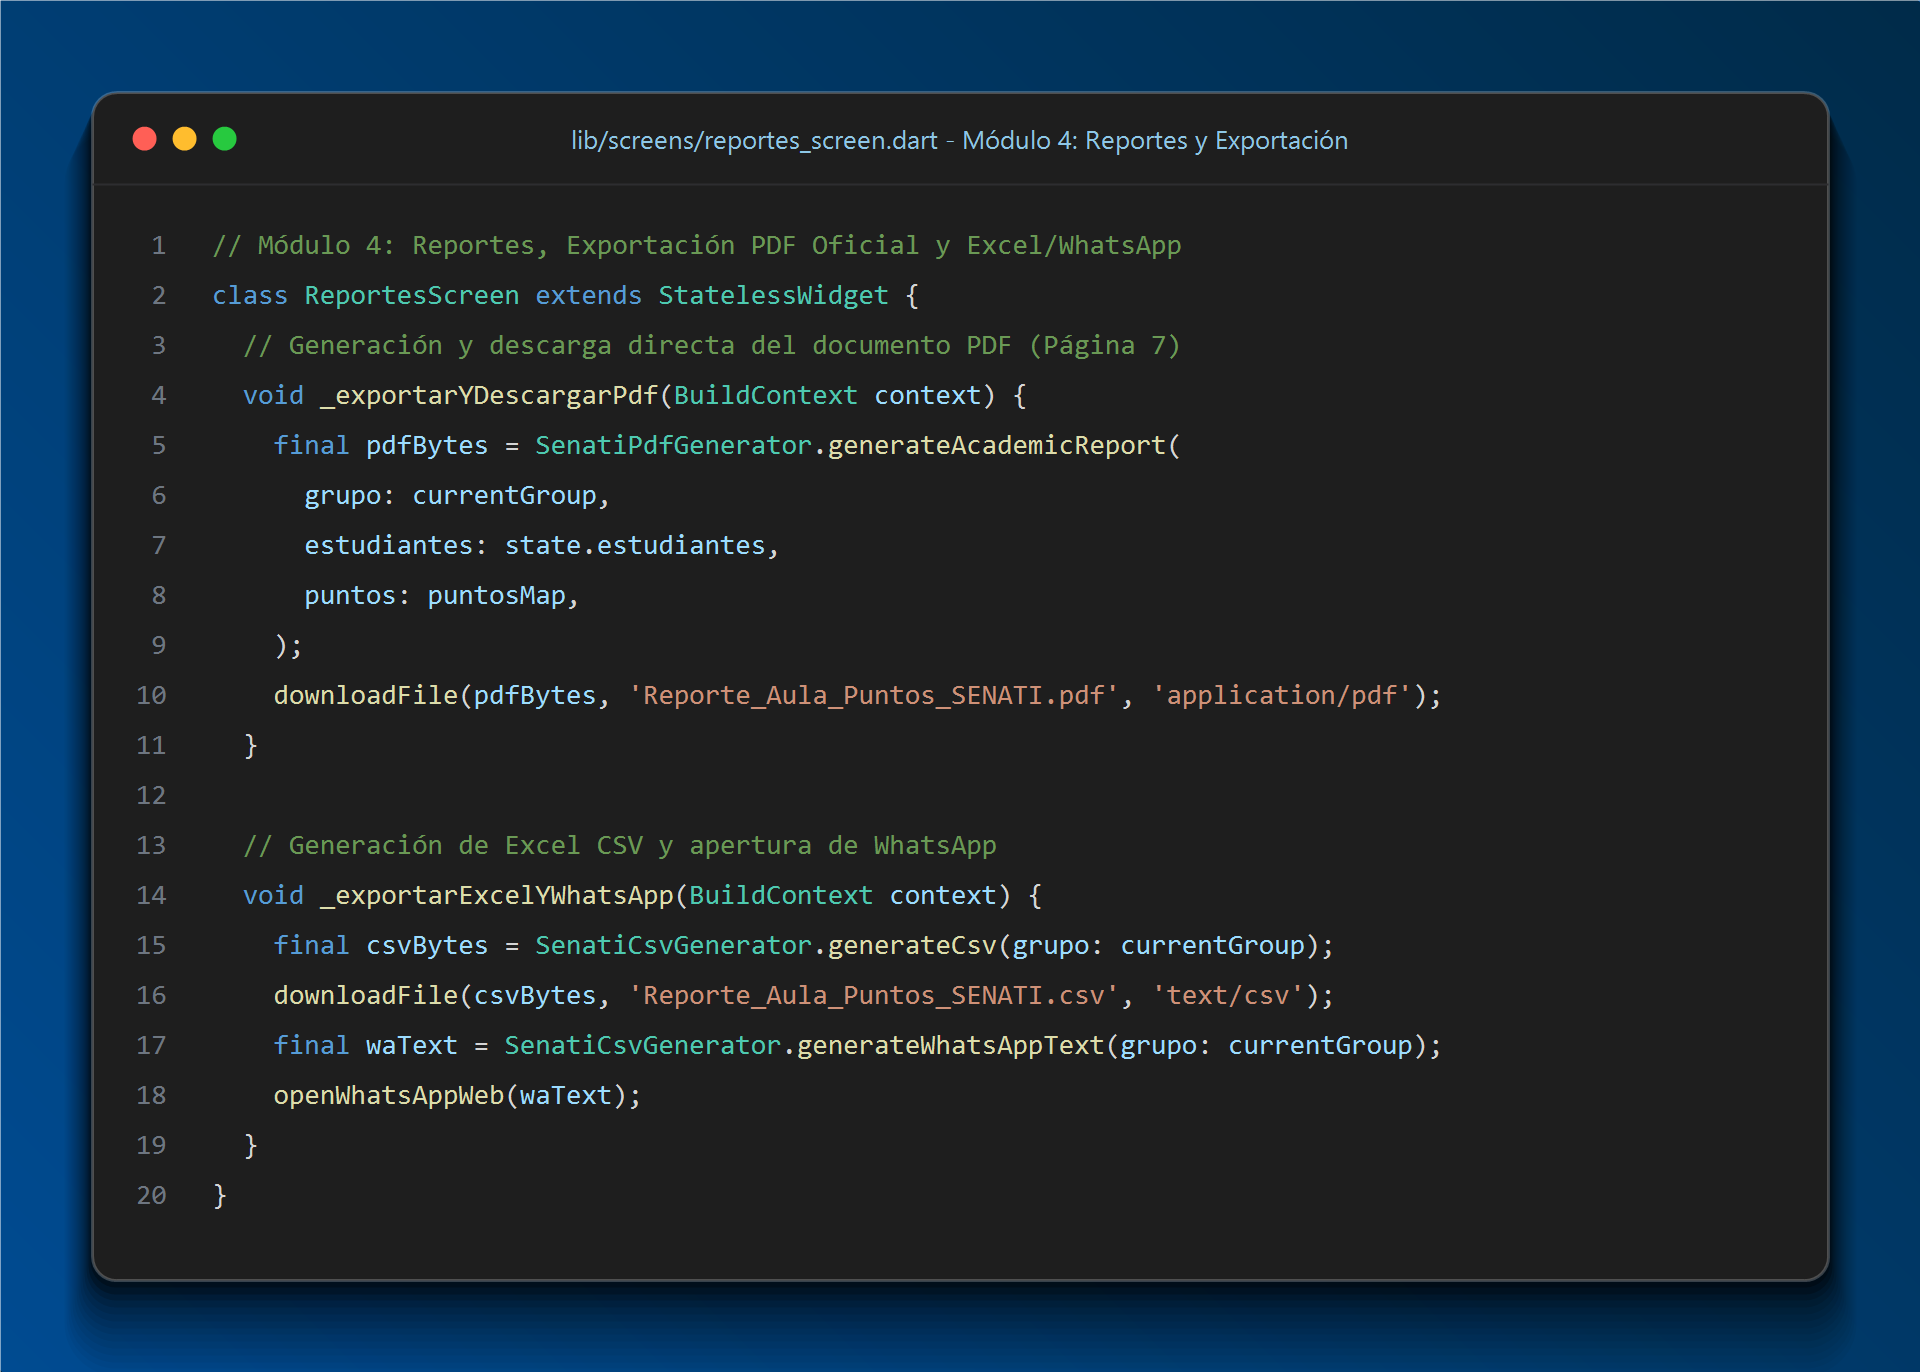 lib/screens/reportes_screen.dart - Módulo 4: Reportes y Exportación
1 // Módulo 4: Reportes, Exportación PDF Oficial y Excel/WhatsApp
2 class ReportesScreen extends StatelessWidget {
3   // Generación y descarga directa del documento PDF (Página 7)
4   void _exportarYDescargarPdf(BuildContext context) {
5     final pdfBytes = SenatiPdfGenerator.generateAcademicReport(
6       grupo: currentGroup,
7       estudiantes: state.estudiantes,
8       puntos: puntosMap,
9     );
10     downloadFile(pdfBytes, 'Reporte_Aula_Puntos_SENATI.pdf', 'application/pdf');
11   }
12
13   // Generación de Excel CSV y apertura de WhatsApp
14   void _exportarExcelYWhatsApp(BuildContext context) {
15     final csvBytes = SenatiCsvGenerator.generateCsv(grupo: currentGroup);
16     downloadFile(csvBytes, 'Reporte_Aula_Puntos_SENATI.csv', 'text/csv');
17     final waText = SenatiCsvGenerator.generateWhatsAppText(grupo: currentGroup);
18     openWhatsAppWeb(waText);
19   }
20 }